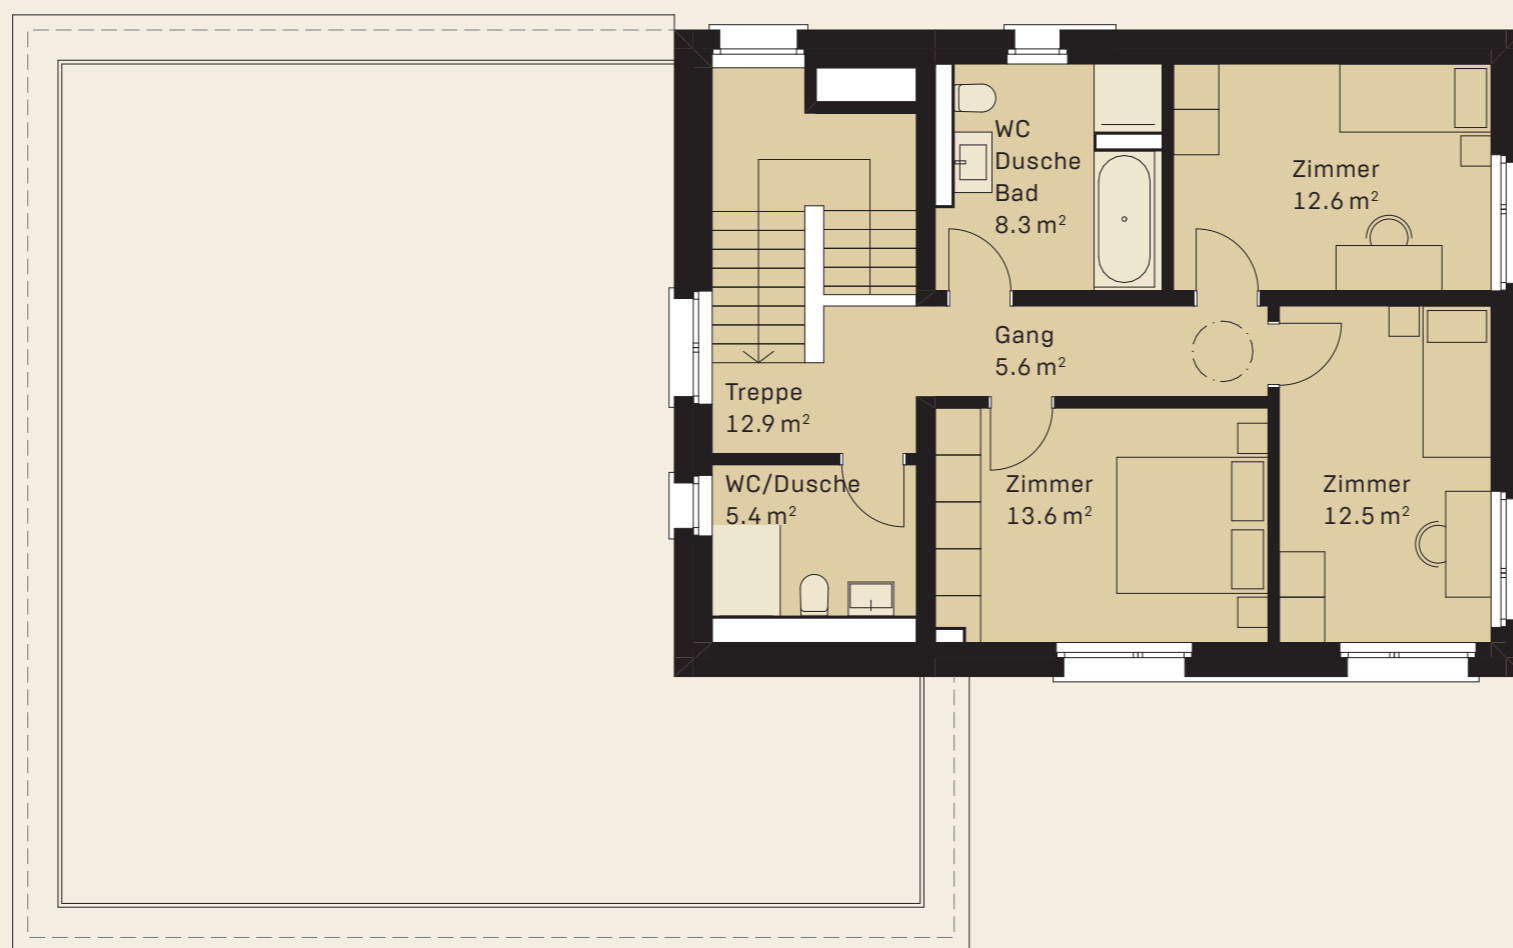 WC
Dusche
Bad
8.3 m²
Zimmer
12.6 m²
Gang
5.6 m²
Treppe
12.9 m²
WC/Dusche
5.4 m²
Zimmer
13.6 m²
Zimmer
12.5 m²